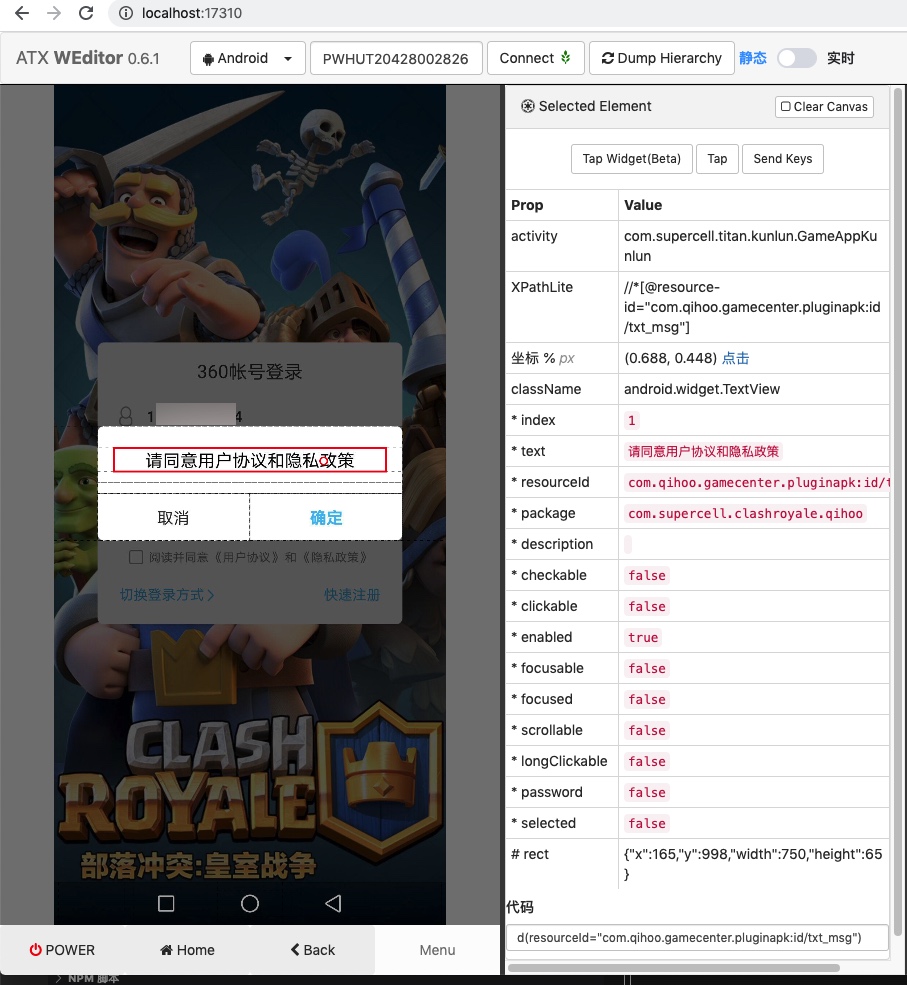 localhost:17310
ATX WEditor 0.6.1
Android
PWHUT20428002826
Connect
Dump Hierarchy
静态
实时
360帐号登录
1 4
请同意用户协议和隐私政策
取消
确定
阅读并同意《用户协议》和《隐私政策》
切换登录方式
快速注册
CLASH
ROYALE
部落冲突:皇室战争
POWER
Home
Back
Menu
NPM 脚本
Selected Element
Clear Canvas
Tap Widget(Beta)
Tap
Send Keys
Prop Value
activity com.supercell.titan.kunlun.GameAppKu
nlun
XPathLite //*[@resource-
id="com.qihoo.gamecenter.pluginapk:id
/txt_msg"]
坐标 % px (0.688, 0.448) 点击
className android.widget.TextView
* index 1
* text 请同意用户协议和隐私政策
* resourceId com.qihoo.gamecenter.pluginapk:id/t
* package com.supercell.clashroyale.qihoo
* description
* checkable false
* clickable false
* enabled true
* focusable false
* focused false
* scrollable false
* longClickable false
* password false
* selected false
# rect {"x":165,"y":998,"width":750,"height":65
}
代码
d(resourceId="com.qihoo.gamecenter.pluginapk:id/txt_msg")